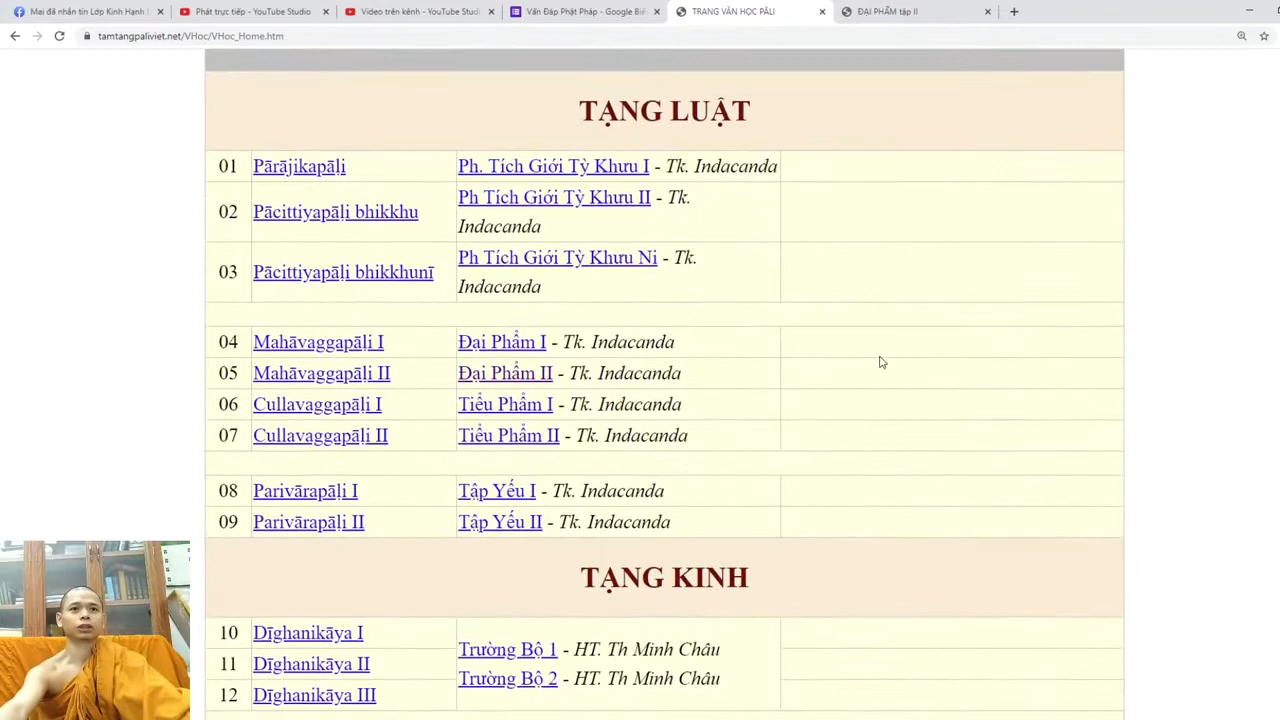 Mai đã nhắn tin Lớp Kinh Hạnh
Phát trực tiếp - YouTube Studio
Video trên kênh - YouTube Studi
Vấn Đáp Phật Pháp - Google Biể
TRANG VĂN HỌC PĀLI
ĐẠI PHẨM tập II
tamtangpaliviet.net/VHoc/VHoc_Home.htm
TẠNG LUẬT
01 Pārājikapāḷi Ph. Tích Giới Tỳ Khưu I - Tk. Indacanda
02 Pācittiyapāḷi bhikkhu Ph Tích Giới Tỳ Khưu II - Tk.
Indacanda
03 Pācittiyapāḷi bhikkhunī Ph Tích Giới Tỳ Khưu Ni - Tk.
Indacanda
04 Mahāvaggapāḷi I Đại Phẩm I - Tk. Indacanda
05 Mahāvaggapāḷi II Đại Phẩm II - Tk. Indacanda
06 Cullavaggapāḷi I Tiểu Phẩm I - Tk. Indacanda
07 Cullavaggapāḷi II Tiểu Phẩm II - Tk. Indacanda
08 Parivārapāḷi I Tập Yếu I - Tk. Indacanda
09 Parivārapāḷi II Tập Yếu II - Tk. Indacanda
TẠNG KINH
10 Dīghanikāya I
Trường Bộ 1 - HT. Th Minh Châu
11 Dīghanikāya II
Trường Bộ 2 - HT. Th Minh Châu
12 Dīghanikāya III